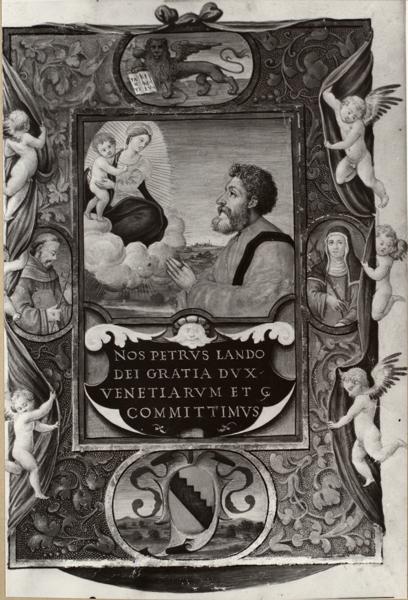 NOS PETRVS LANDO
DEI GRATIA DVX
VENETIARVM ET Ç
COMMITTIMVS